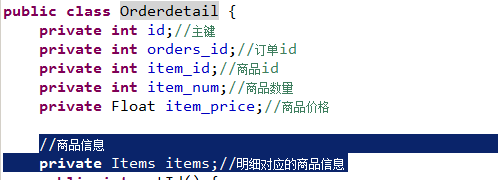 public class Orderdetail {
private int id;//主键
private int orders_id;//订单id
private int item_id;//商品id
private int item_num;//商品数量
private Float item_price;//商品价格
//商品信息
private Items items;//明细对应的商品信息